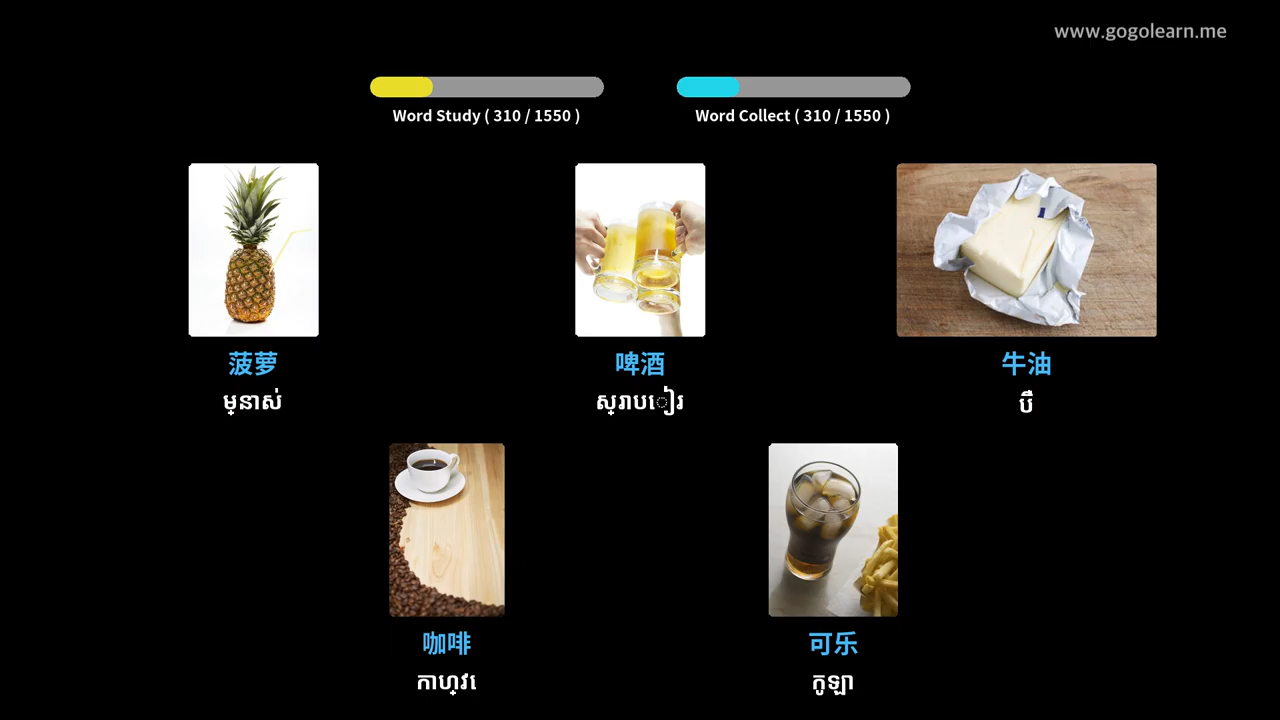 www.gogolearn.me
Word Study ( 310 / 1550 )
Word Collect ( 310 / 1550 )
菠萝
啤酒
牛油
ម្នាស់
ស្រាបៀរ
ប៊ឺ
咖啡
可乐
កាហ្វេ
កូឡា